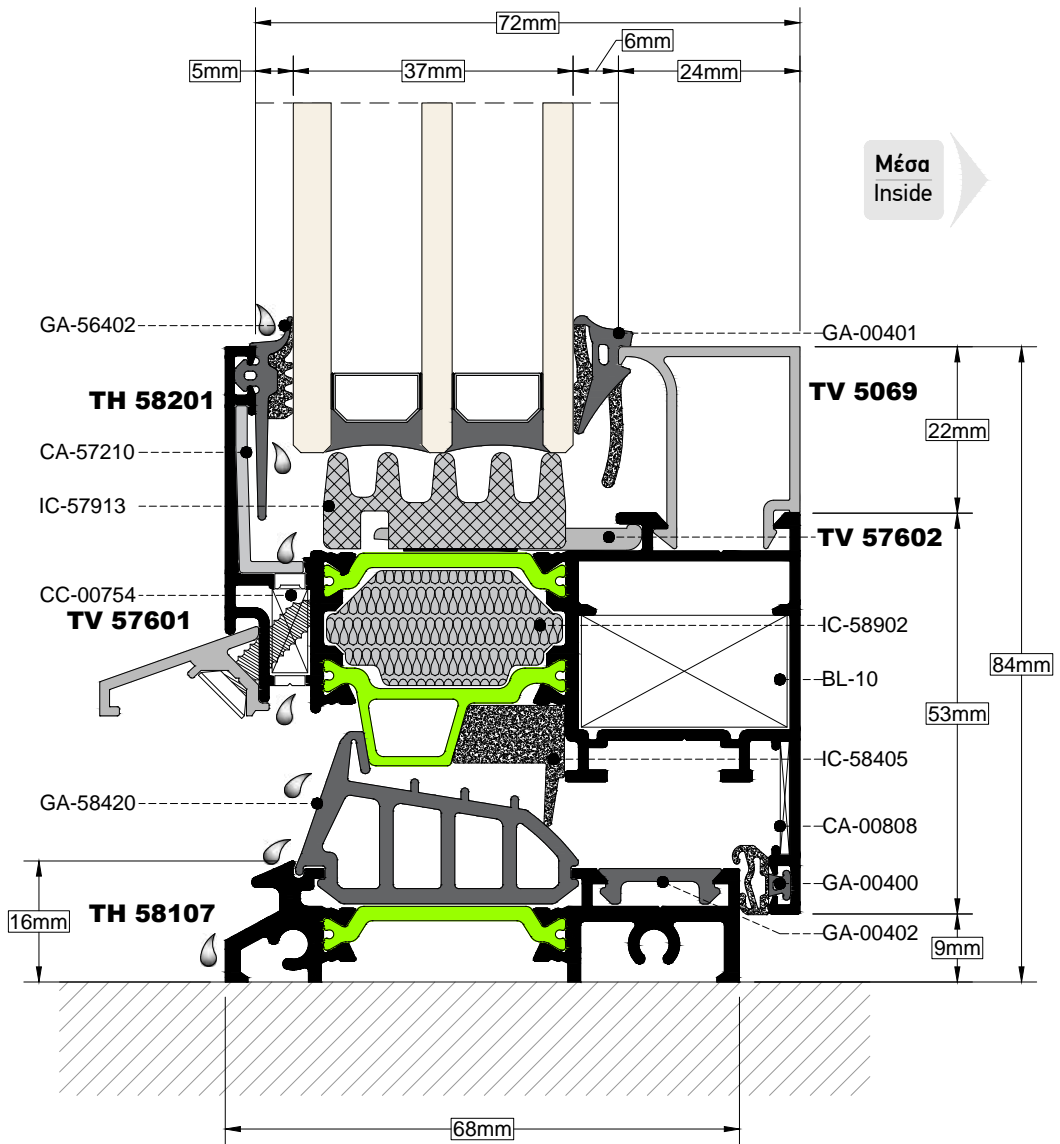 72mm
6mm
5mm
37mm
24mm
Μέσα
Inside
GA-56402
GA-00401
TH 58201
TV 5069
22mm
CA-57210
IC-57913
TV 57602
CC-00754
TV 57601
IC-58902
84mm
BL-10
53mm
IC-58405
GA-58420
CA-00808
GA-00400
16mm
TH 58107
GA-00402
9mm
68mm